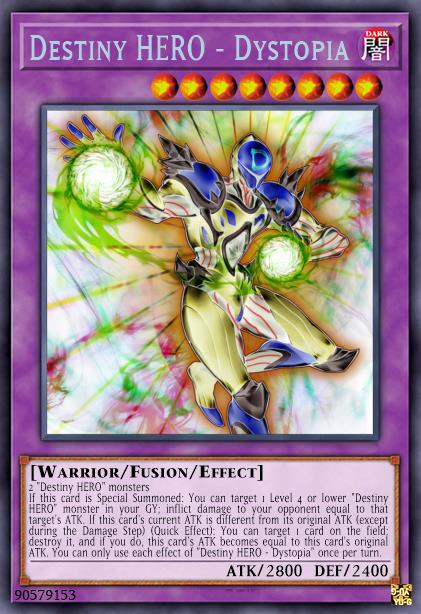 DESTINY HERO - DYSTOPIA
DARK
闇
[WARRIOR/FUSION/EFFECT]
2 "Destiny HERO" monsters
If this card is Special Summoned: You can target 1 Level 4 or lower "Destiny
HERO" monster in your GY; inflict damage to your opponent equal to that
target's ATK. If this card's current ATK is different from its original ATK (except
during the Damage Step) (Quick Effect): You can target 1 card on the field;
destroy it, and if you do, this card's ATK becomes equal to this card's original
ATK. You can only use each effect of "Destiny HERO - Dystopia" once per turn.
ATK/2800 DEF/2400
90579153